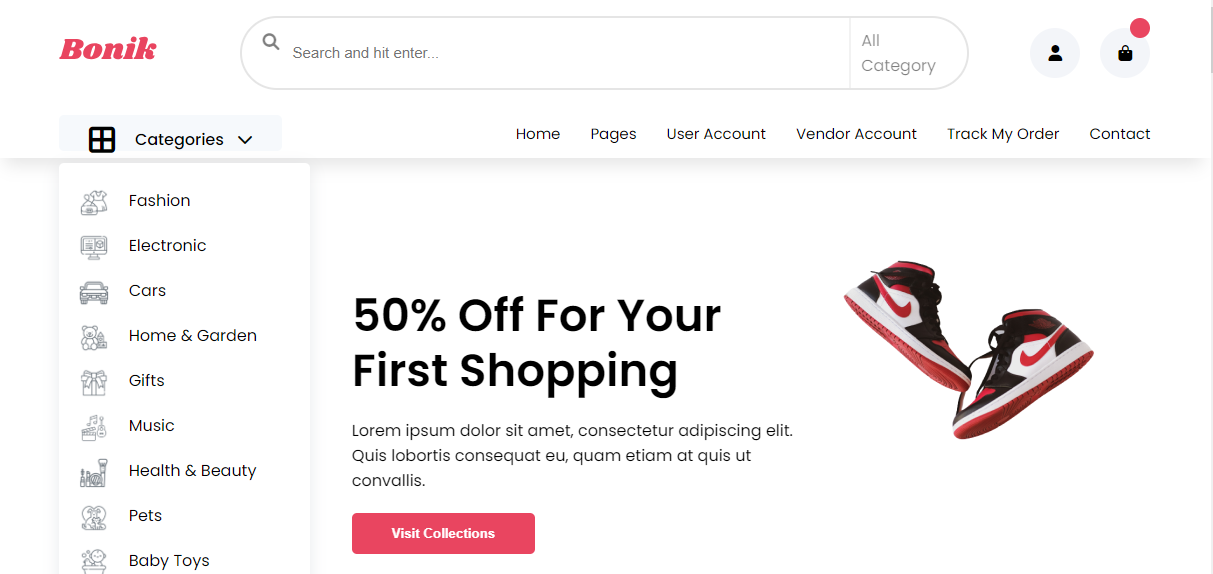 Bonik
Search and hit enter...
All
Category
Categories
Home
Pages
User Account
Vendor Account
Track My Order
Contact
Fashion
Electronic
Cars
Home & Garden
Gifts
Music
Health & Beauty
Pets
Baby Toys
50% Off For Your
First Shopping
Lorem ipsum dolor sit amet, consectetur adipiscing elit.
Quis lobortis consequat eu, quam etiam at quis ut
convallis.
Visit Collections